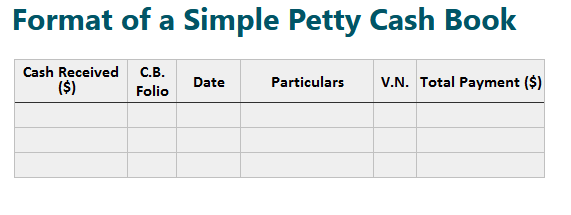 Format of a Simple Petty Cash Book
Cash Received ($) C.B. Folio Date Particulars V.N. Total Payment ($)